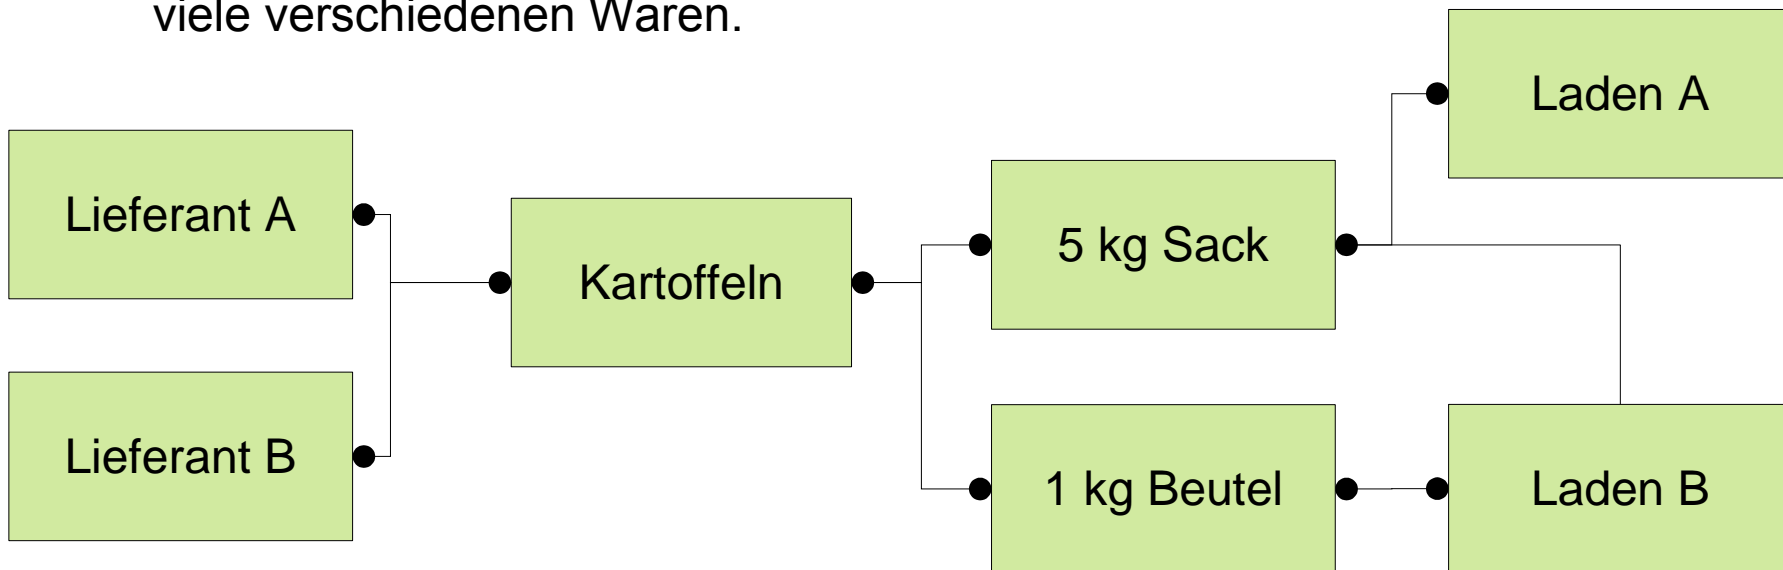 viele verschiedenen Waren.
Lieferant A
Lieferant B
Kartoffeln
5 kg Sack
1 kg Beutel
Laden A
Laden B